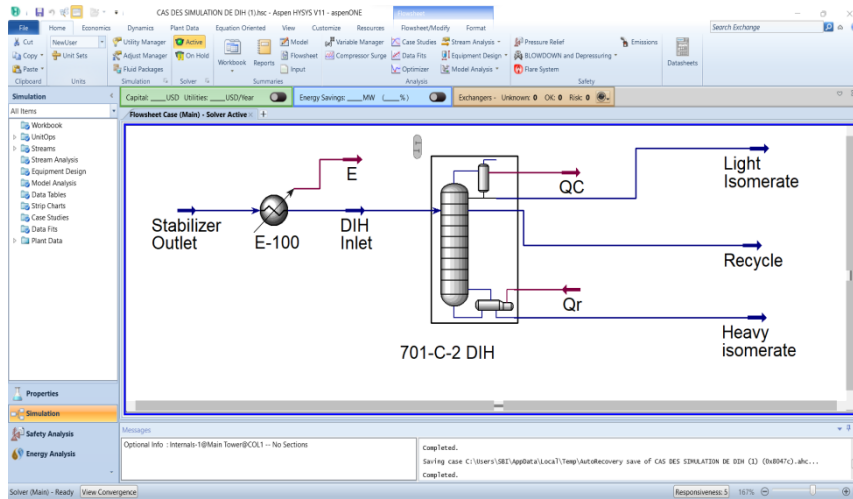 CAS DES SIMULATION DE DIH (1).hsc - Aspen HYSYS V11 - aspenONE
Flowsheet
File Home Economics Dynamics Plant Data Equation Oriented View Customize Resources Flowsheet/Modify Format
Search Exchange
Cut
Copy
Paste
Clipboard
NewUser
Unit Sets
Units
Utility Manager
Adjust Manager
Fluid Packages
Simulation
Active
On Hold
Solver
Workbook
Reports
Model
Flowsheet
Input
Variable Manager
Compressor Surge
Summaries
Case Studies
Data Fits
Optimizer
Stream Analysis
Equipment Design
Model Analysis
Analysis
Pressure Relief
BLOWDOWN and Depressuring
Flare System
Emissions
Safety
Datasheets
Simulation
All Items
Workbook
UnitOps
Streams
Stream Analysis
Equipment Design
Model Analysis
Data Tables
Strip Charts
Case Studies
Data Fits
Plant Data
Properties
Simulation
Safety Analysis
Energy Analysis
Capital: ____USD Utilities: ____USD/Year
Energy Savings: ____MW (____%)
Exchangers - Unknown: 0 OK: 0 Risk: 0
Flowsheet Case (Main) - Solver Active
Stabilizer
Outlet
E-100
E
DIH
Inlet
701-C-2 DIH
QC
Qr
Light
Isomerate
Recycle
Heavy
isomerate
Messages
Optional Info : Internals-1@Main Tower@COL1 -- No Sections
Completed.
Saving case C:\Users\SBI\AppData\Local\Temp\AutoRecovery save of CAS DES SIMULATION DE DIH (1) (0x8047c).ahc...
Completed.
Solver (Main) - Ready View Convergence
Responsiveness: 5 167%